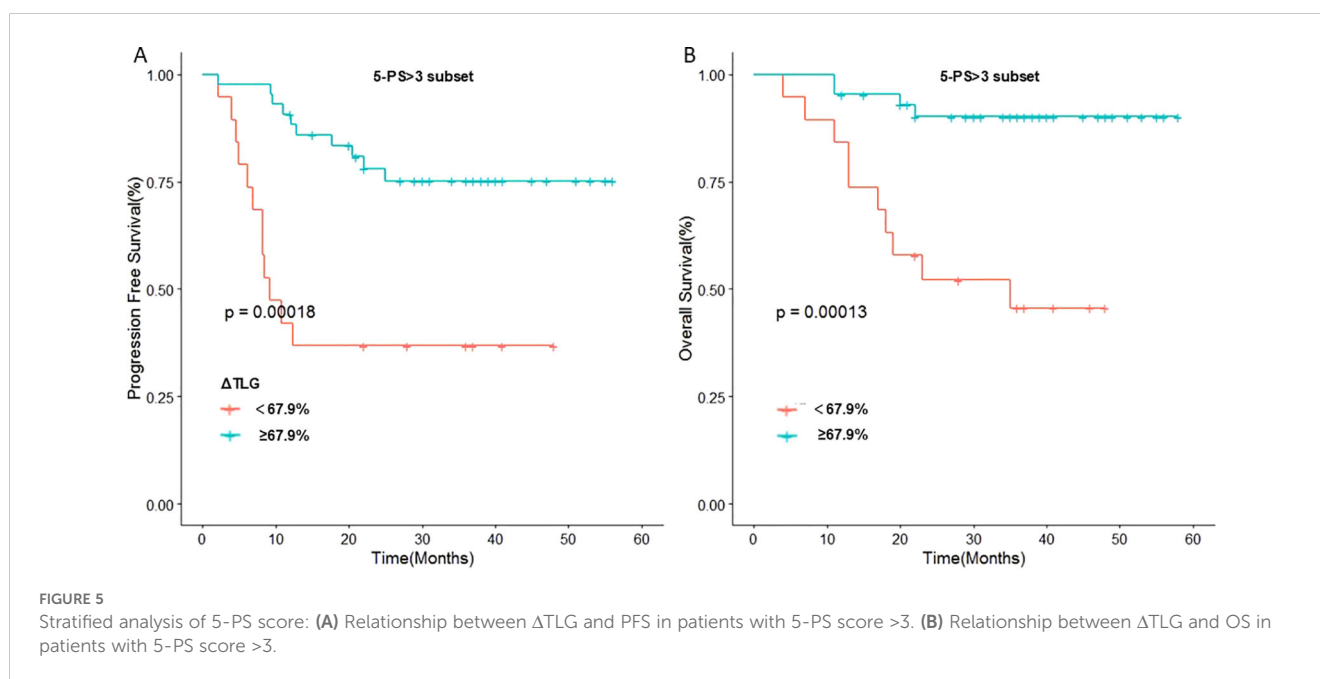 A
5-PS>3 subset
Progression Free Survival(%)
1.00
0.75
0.50
0.25
0.00
p = 0.00018
ΔTLG
< 67.9%
≥67.9%
0 10 20 30 40 50 60
Time(Months)
B
5-PS>3 subset
Overall Survival(%)
1.00
0.75
0.50
0.25
0.00
p = 0.00013
< 67.9%
≥67.9%
0 10 20 30 40 50 60
Time(Months)
FIGURE 5
Stratified analysis of 5-PS score: (A) Relationship between ΔTLG and PFS in patients with 5-PS score >3. (B) Relationship between ΔTLG and OS in
patients with 5-PS score >3.